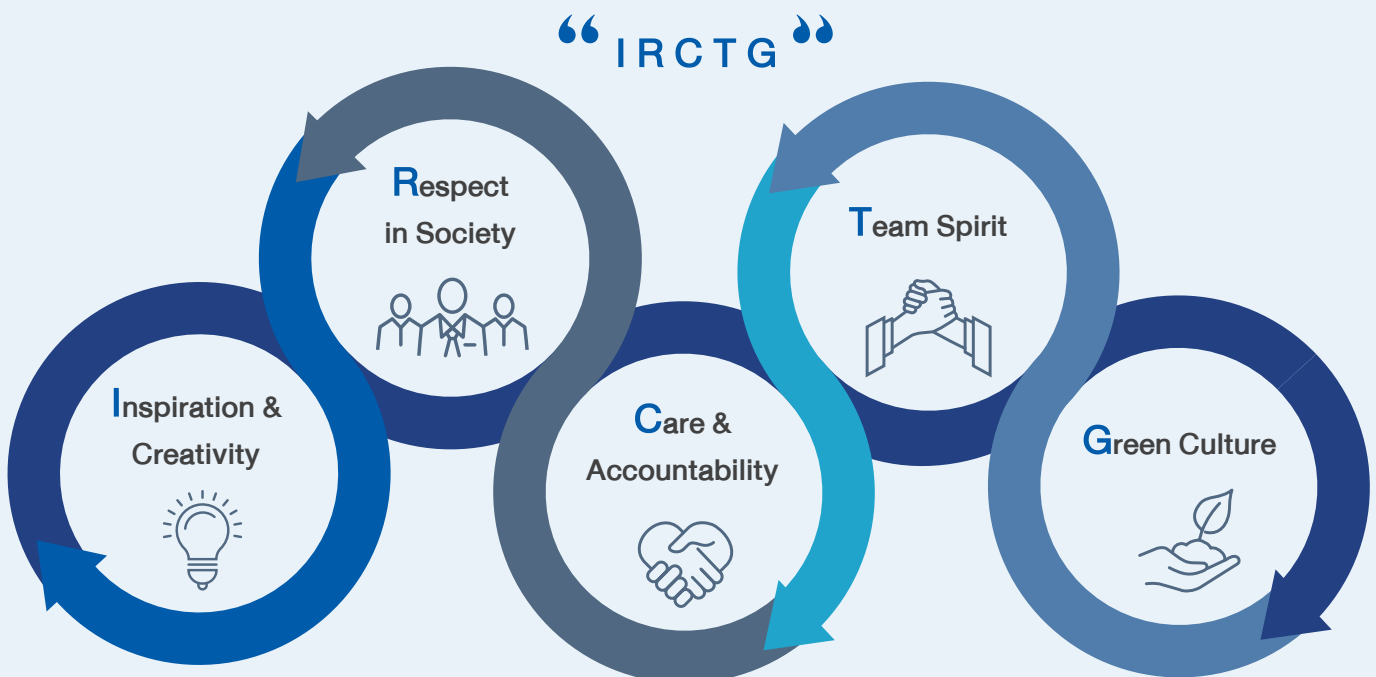 “ IRCTG ”
Inspiration &
Creativity
Respect
in Society
Care &
Accountability
Team Spirit
Green Culture